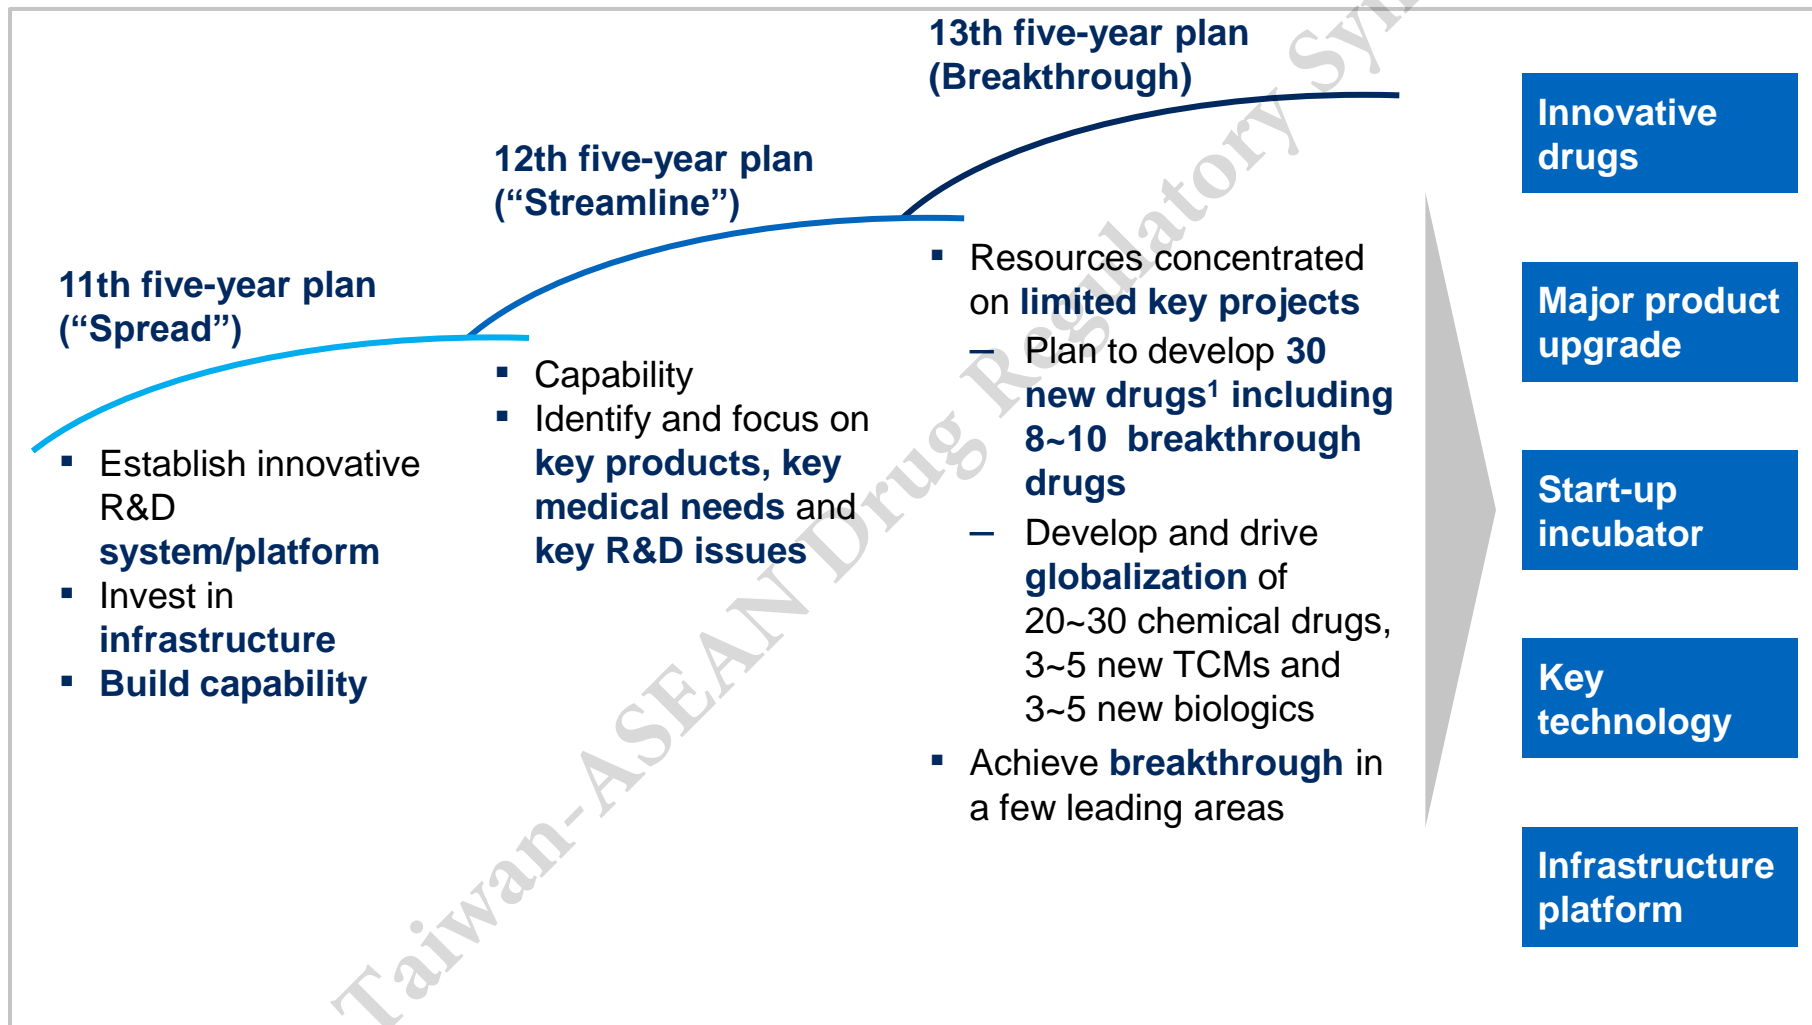 11th five-year plan
(“Spread”)
▪ Establish innovative
R&D
system/platform
▪ Invest in
infrastructure
▪ Build capability
12th five-year plan
(“Streamline”)
▪ Capability
▪ Identify and focus on
key products, key
medical needs and
key R&D issues
13th five-year plan
(Breakthrough)
▪ Resources concentrated
on limited key projects
– Plan to develop 30
new drugs¹ including
8~10 breakthrough
drugs
– Develop and drive
globalization of
20~30 chemical drugs,
3~5 new TCMs and
3~5 new biologics
▪ Achieve breakthrough in
a few leading areas
Innovative
drugs
Major product
upgrade
Start-up
incubator
Key
technology
Infrastructure
platform
Taiwan-ASEAN Drug Regulatory